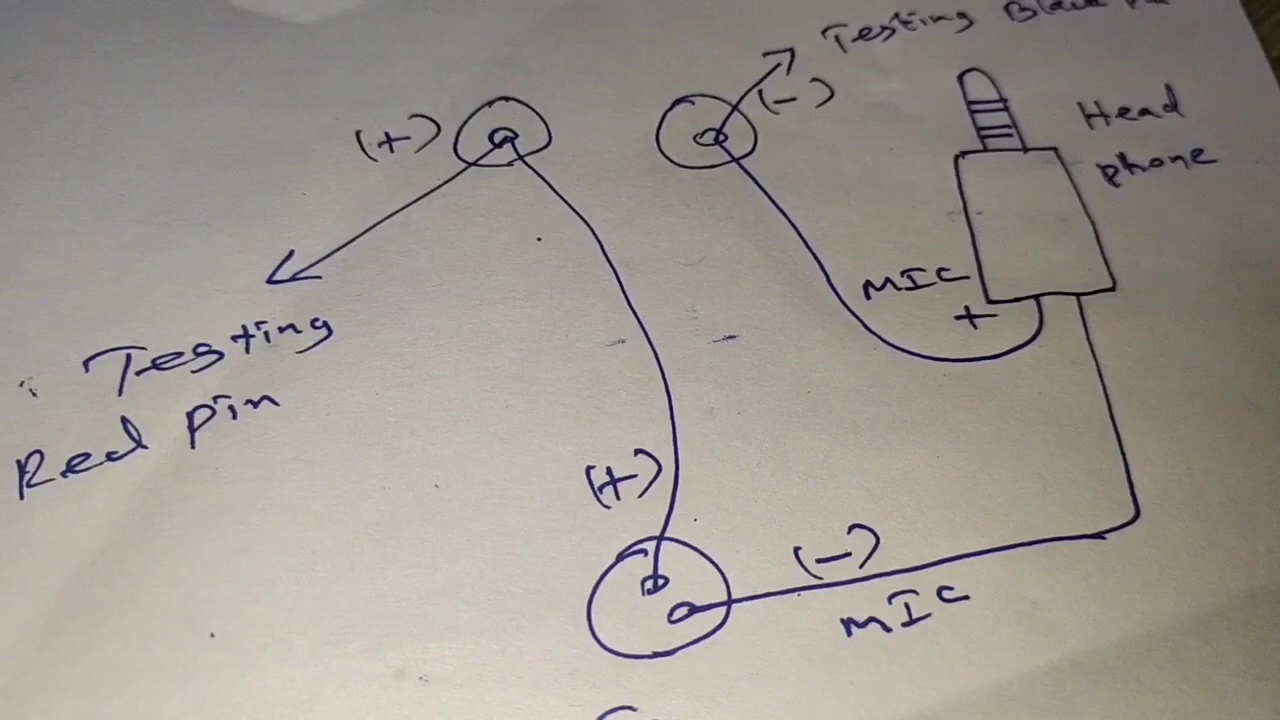 Testing
(+)
(-)
Head
phone
MIC
+
Testing
Red pin
(+)
(-)
MIC